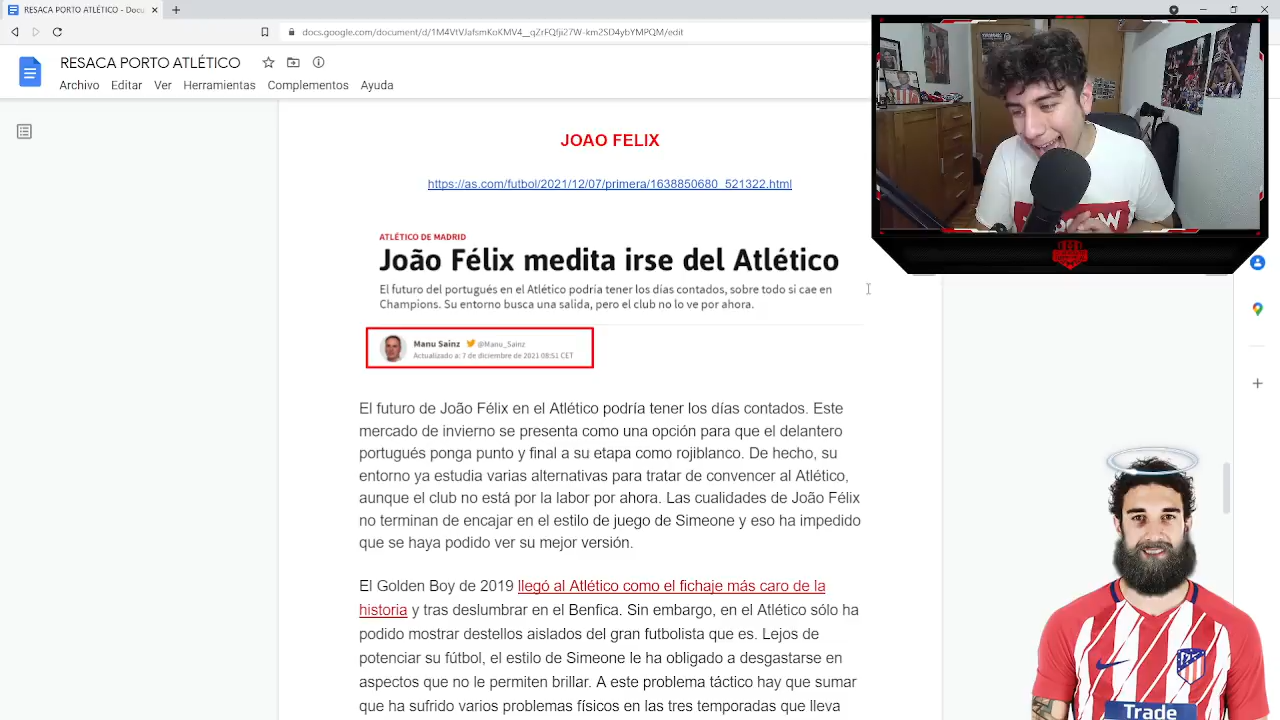 RESACA PORTO ATLÉTICO - Docu
docs.google.com/document/d/1M4VtVJafsmKoKMV4_qZrFQfji27W-km2SD4ybYMPQM/edit
RESACA PORTO ATLÉTICO
Archivo Editar Ver Herramientas Complementos Ayuda
JOAO FELIX
https://as.com/futbol/2021/12/07/primera/1638850680_521322.html
ATLÉTICO DE MADRID
João Félix medita irse del Atlético
El futuro del portugués en el Atlético podría tener los días contados, sobre todo si cae en
Champions. Su entorno busca una salida, pero el club no lo ve por ahora.
Manu Sainz @Manu_Sainz
Actualizado a: 7 de diciembre de 2021 08:51 CET
El futuro de João Félix en el Atlético podría tener los días contados. Este
mercado de invierno se presenta como una opción para que el delantero
portugués ponga punto y final a su etapa como rojiblanco. De hecho, su
entorno ya estudia varias alternativas para tratar de convencer al Atlético,
aunque el club no está por la labor por ahora. Las cualidades de João Félix
no terminan de encajar en el estilo de juego de Simeone y eso ha impedido
que se haya podido ver su mejor versión.
El Golden Boy de 2019 llegó al Atlético como el fichaje más caro de la
historia y tras deslumbrar en el Benfica. Sin embargo, en el Atlético sólo ha
podido mostrar destellos aislados del gran futbolista que es. Lejos de
potenciar su fútbol, el estilo de Simeone le ha obligado a desgastarse en
aspectos que no le permiten brillar. A este problema táctico hay que sumar
que ha sufrido varios problemas físicos en las tres temporadas que lleva
Trade